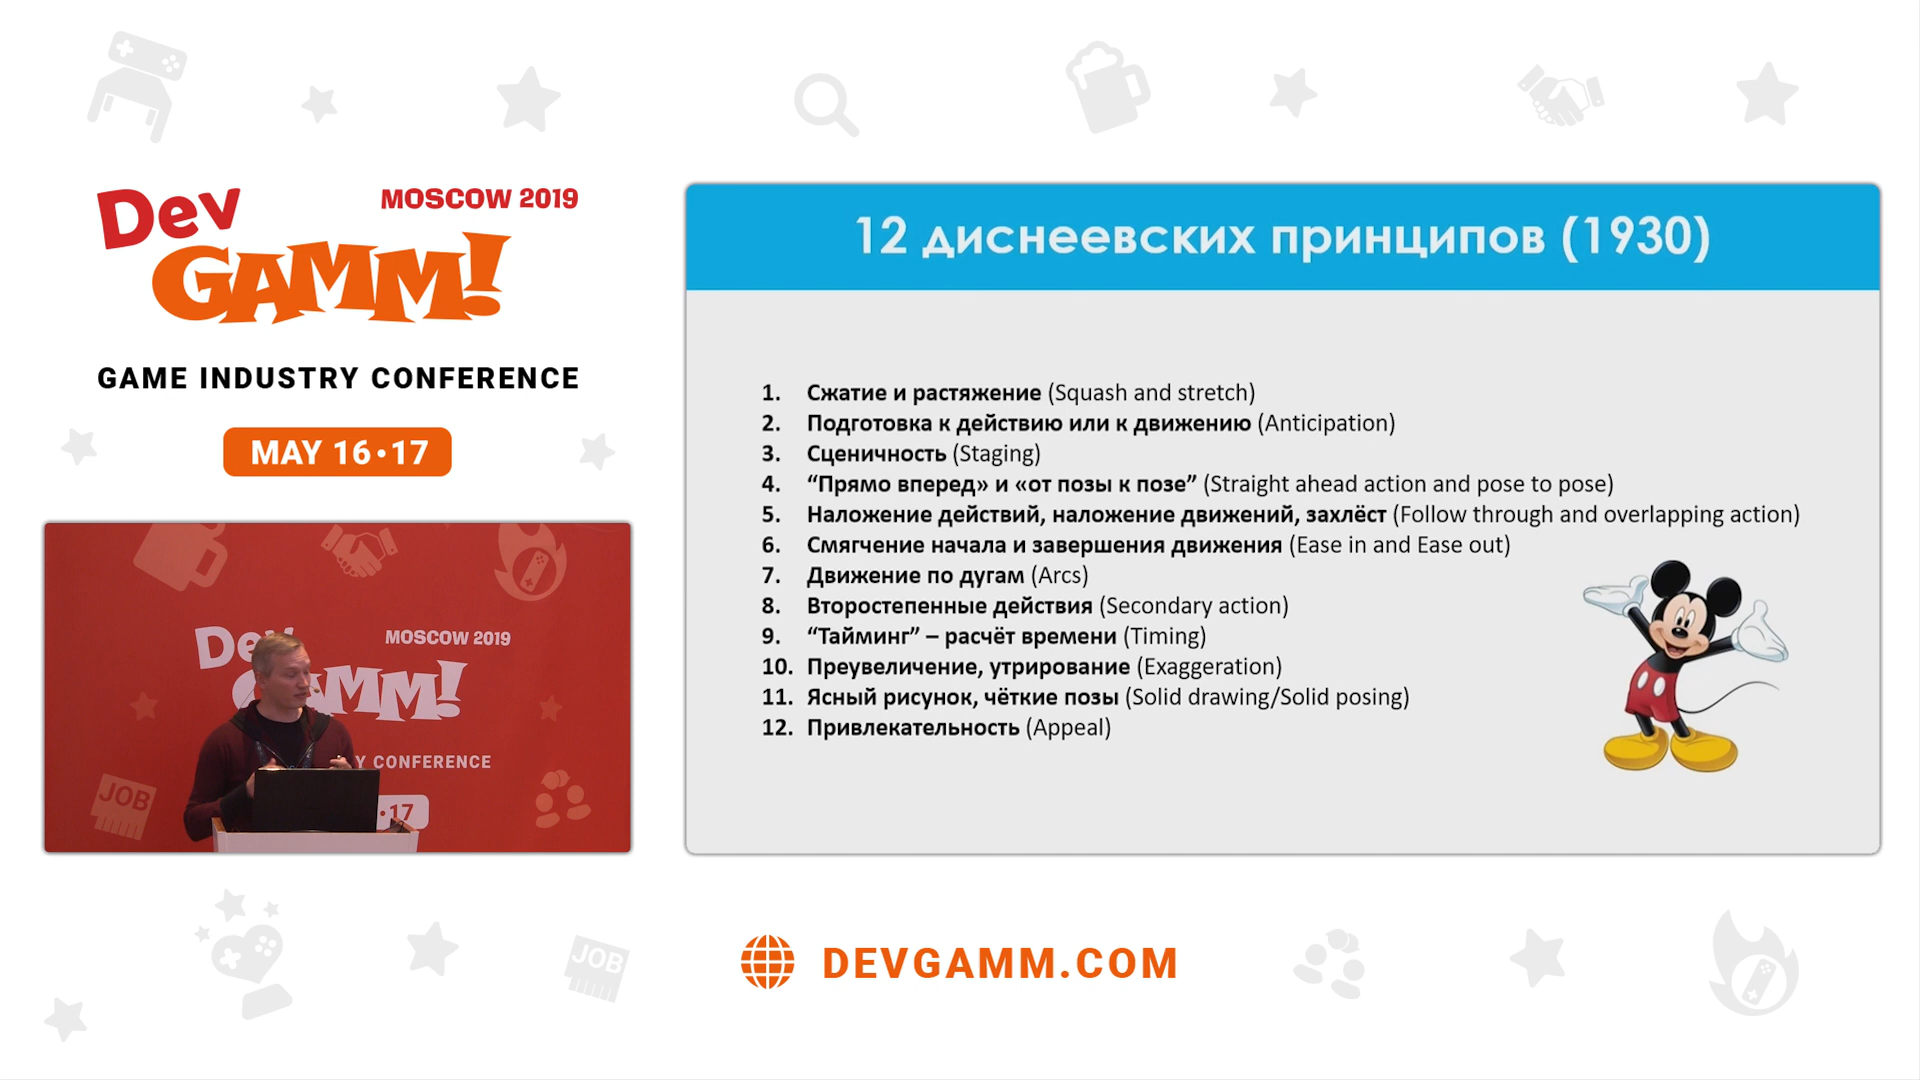 Dev
MOSCOW 2019
GAMM!
GAME INDUSTRY CONFERENCE
MAY 16•17
Dev
MOSCOW 2019
GAMM!
Y CONFERENCE
•17
JOB
12 диснеевских принципов (1930)
1. Сжатие и растяжение (Squash and stretch)
2. Подготовка к действию или к движению (Anticipation)
3. Сценичность (Staging)
4. “Прямо вперед» и «от позы к позе” (Straight ahead action and pose to pose)
5. Наложение действий, наложение движений, захлёст (Follow through and overlapping action)
6. Смягчение начала и завершения движения (Ease in and Ease out)
7. Движение по дугам (Arcs)
8. Второстепенные действия (Secondary action)
9. “Тайминг” – расчёт времени (Timing)
10. Преувеличение, утрирование (Exaggeration)
11. Ясный рисунок, чёткие позы (Solid drawing/Solid posing)
12. Привлекательность (Appeal)
JOB
DEVGAMM.COM